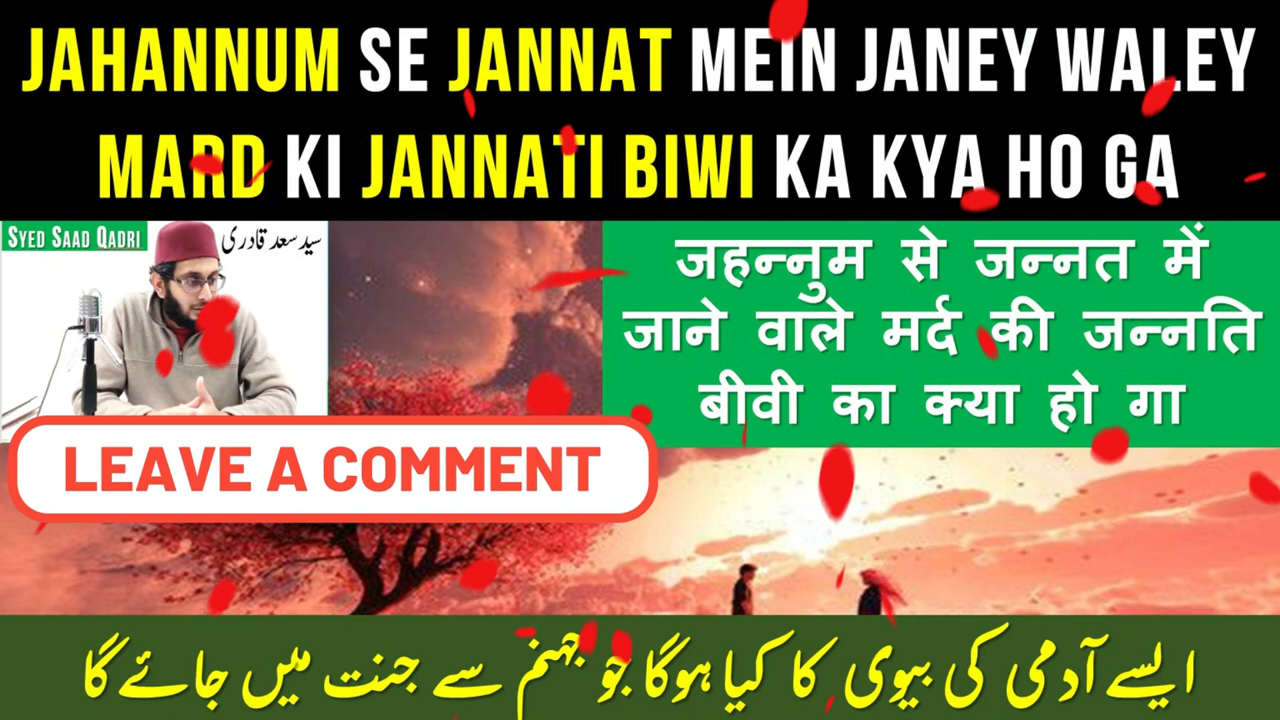 JAHANNUM SE JANNAT MEIN JANEY WALEY
MARD KI JANNATI BIWI KA KYA HO GA
SYED SAAD QADRI
سید سعد قادری
जहन्नुम से जन्नत में
जाने वाले मर्द की जन्नति
बीवी का क्या हो गा
LEAVE A COMMENT
ایسے آدمی کی بیوی کا کیا ہوگا جو جہنم سے جنت میں جائے گا